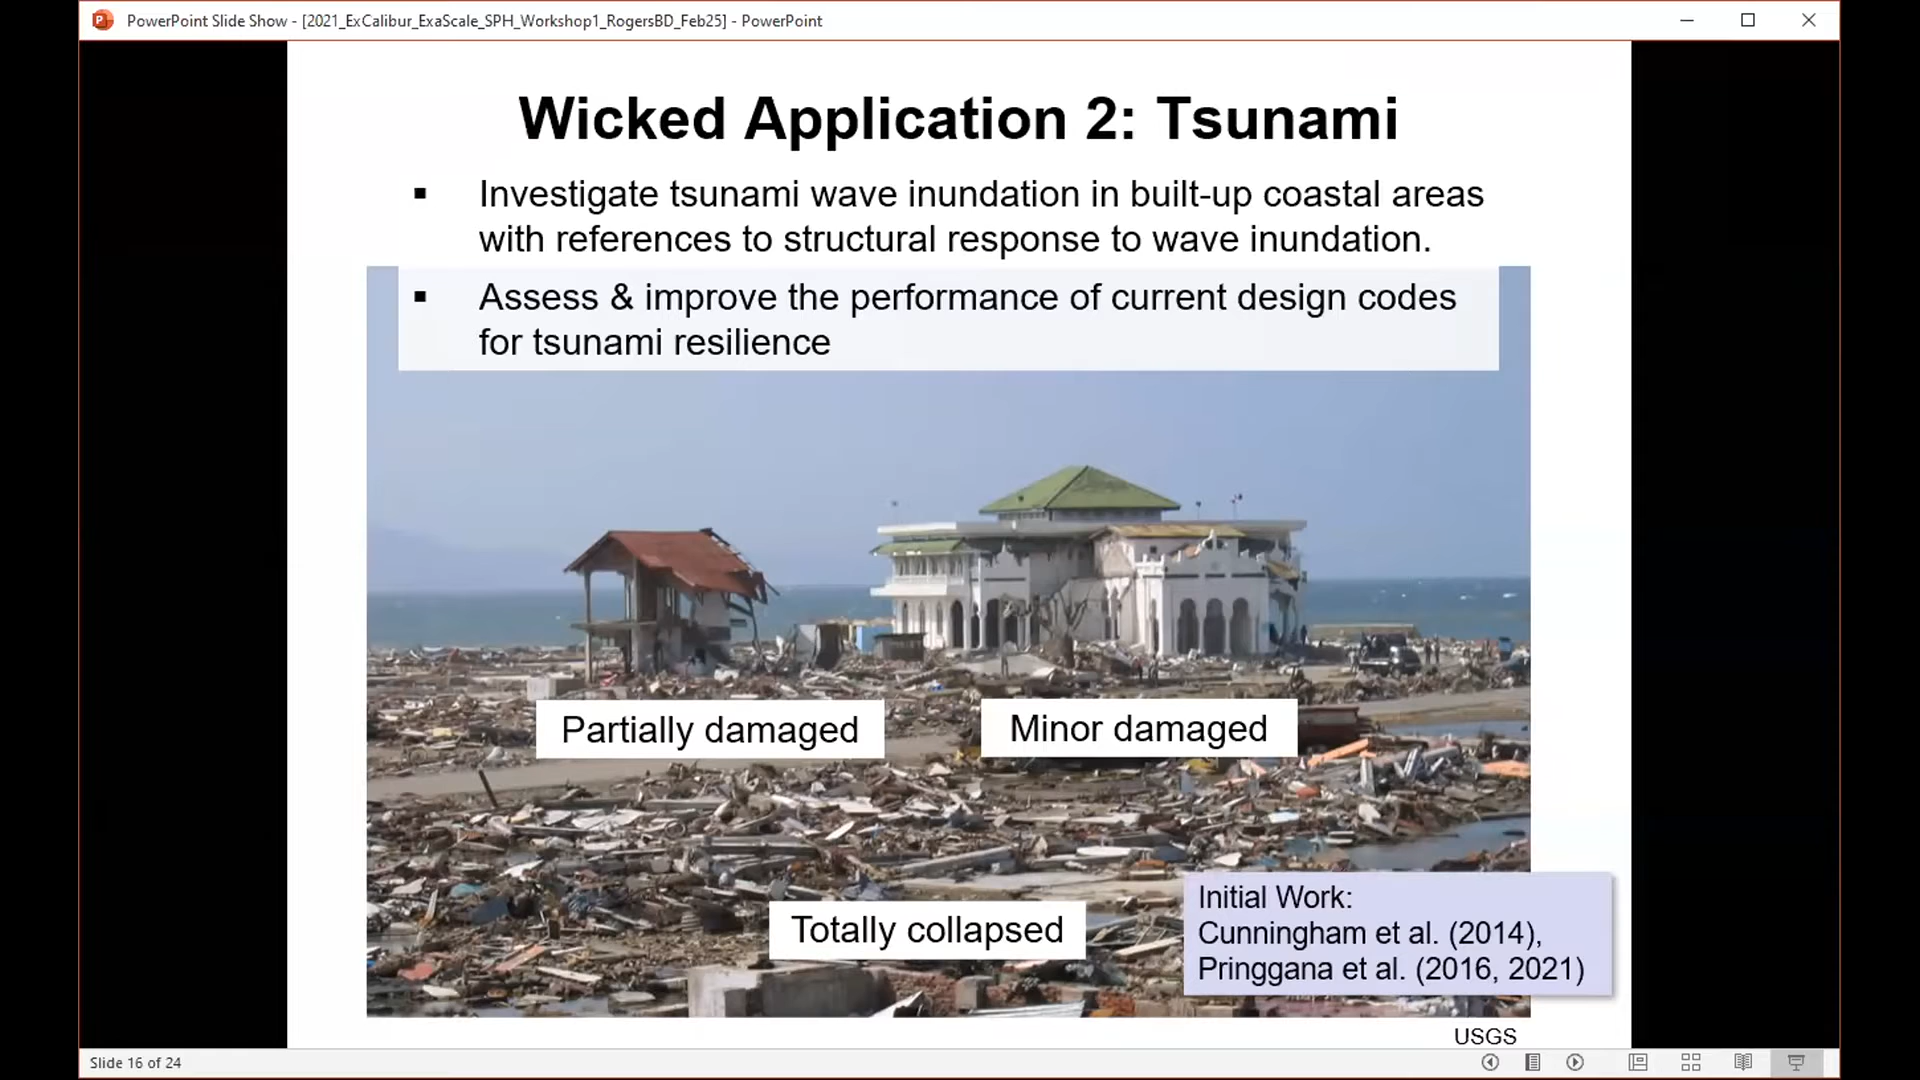 PowerPoint Slide Show - [2021_ExCalibur_ExaScale_SPH_Workshop1_RogersBD_Feb25] - PowerPoint
Wicked Application 2: Tsunami
▪ Investigate tsunami wave inundation in built-up coastal areas
with references to structural response to wave inundation.
▪ Assess & improve the performance of current design codes
for tsunami resilience
Partially damaged
Minor damaged
Totally collapsed
Initial Work:
Cunningham et al. (2014),
Pringgana et al. (2016, 2021)
USGS
Slide 16 of 24